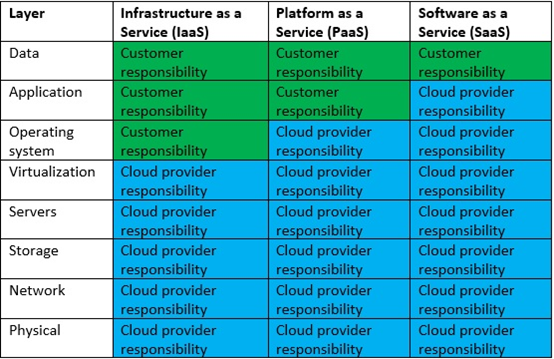 Layer Infrastructure as a Platform as a Software as a
Service (IaaS) Service (PaaS) Service (SaaS)
Data Customer Customer Customer
responsibility responsibility responsibility
Application Customer Customer Cloud provider
responsibility responsibility responsibility
Operating Customer Cloud provider Cloud provider
system responsibility responsibility responsibility
Virtualization Cloud provider Cloud provider Cloud provider
responsibility responsibility responsibility
Servers Cloud provider Cloud provider Cloud provider
responsibility responsibility responsibility
Storage Cloud provider Cloud provider Cloud provider
responsibility responsibility responsibility
Network Cloud provider Cloud provider Cloud provider
responsibility responsibility responsibility
Physical Cloud provider Cloud provider Cloud provider
responsibility responsibility responsibility